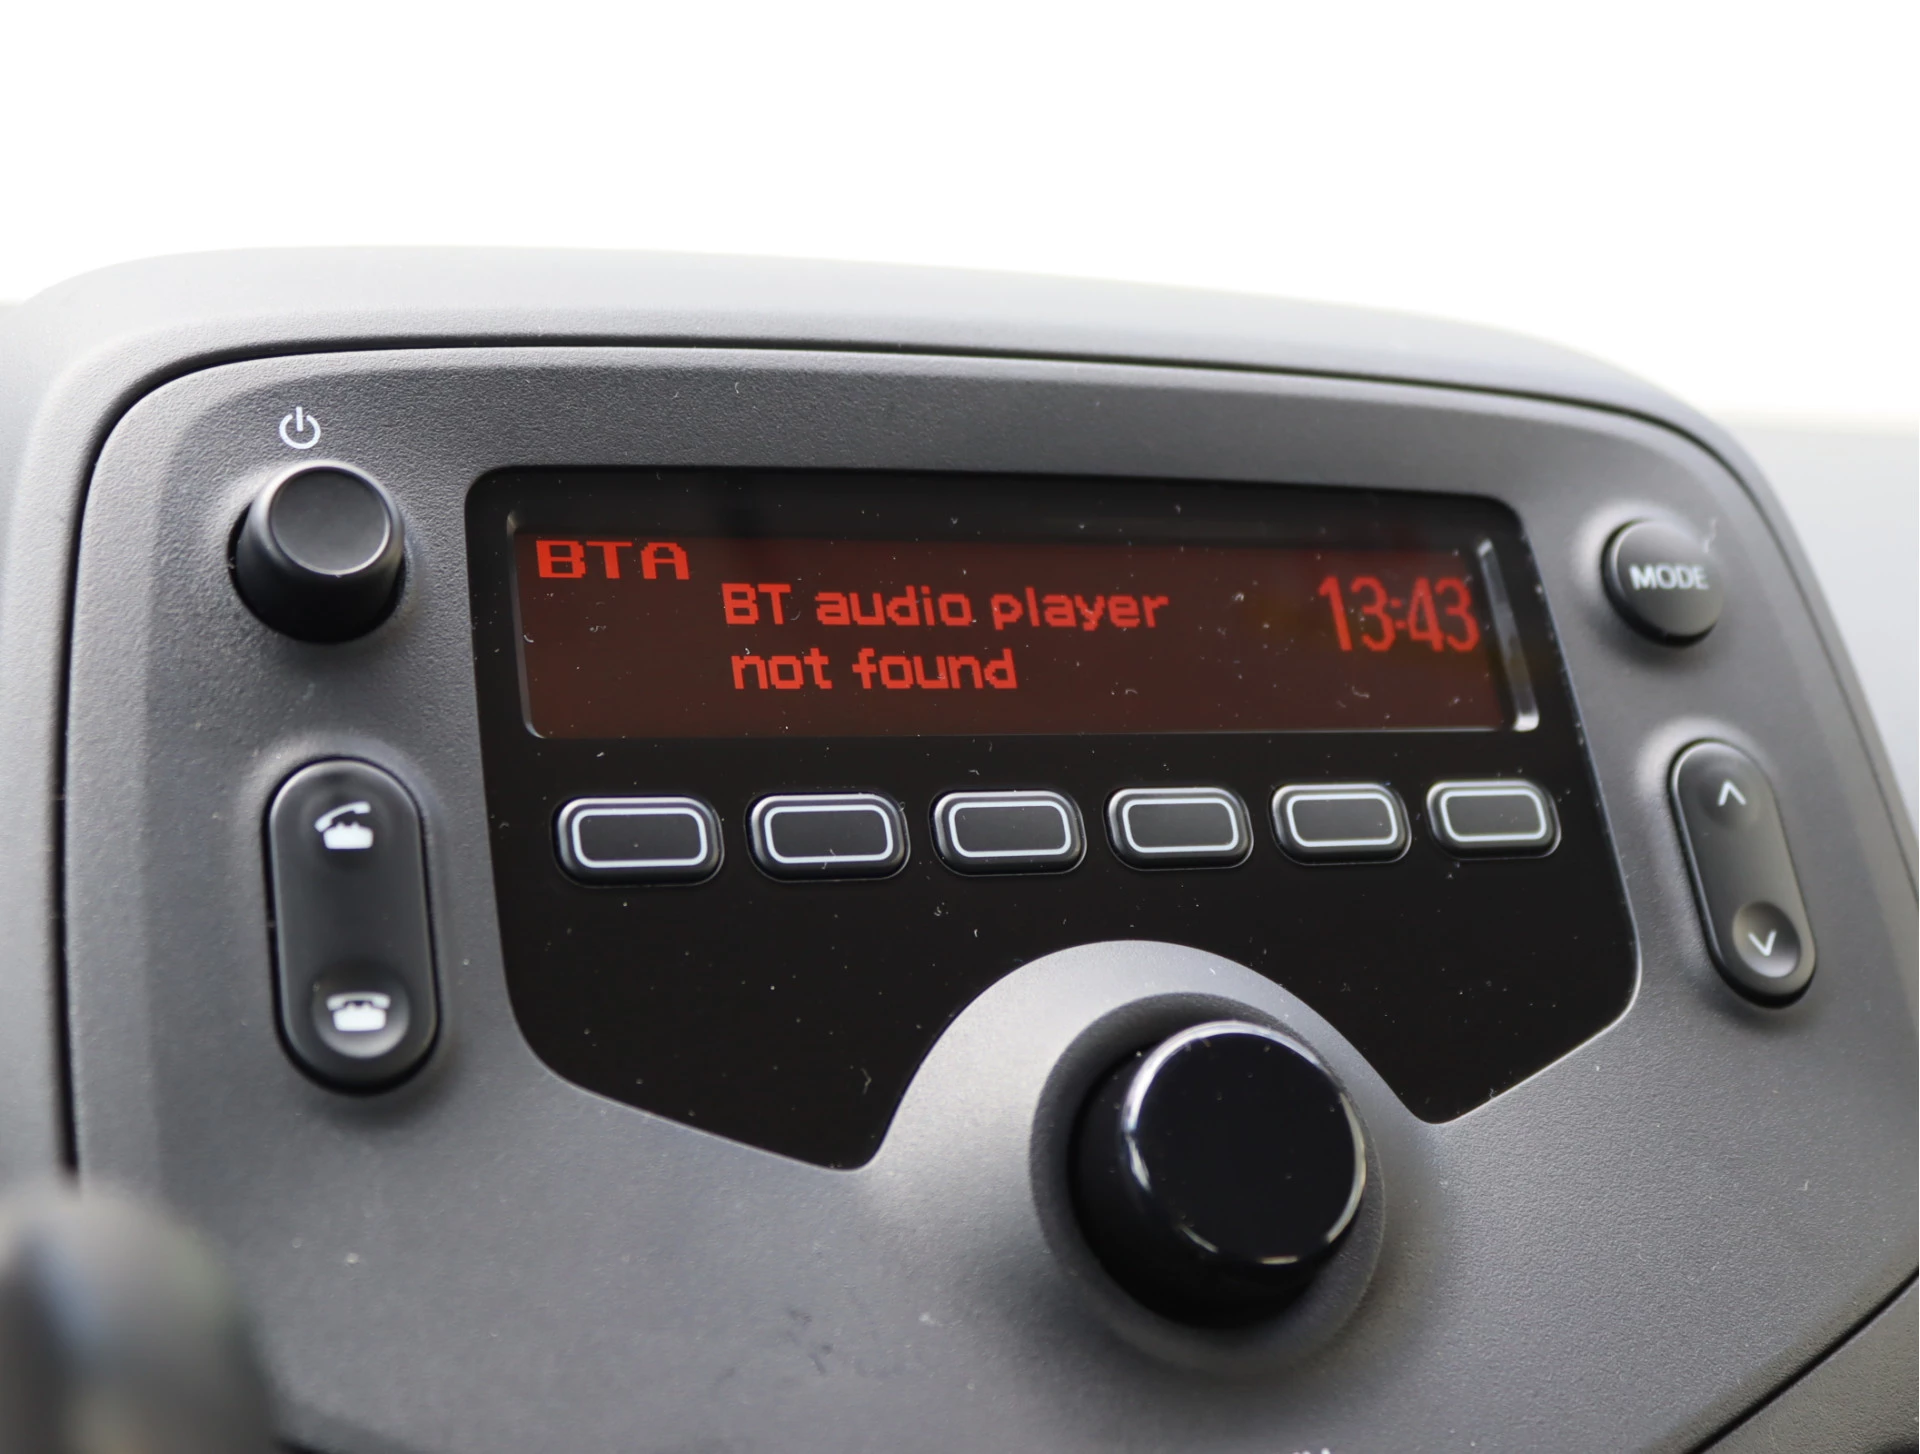 BTA
BT audio player
not found
13:43
MODE